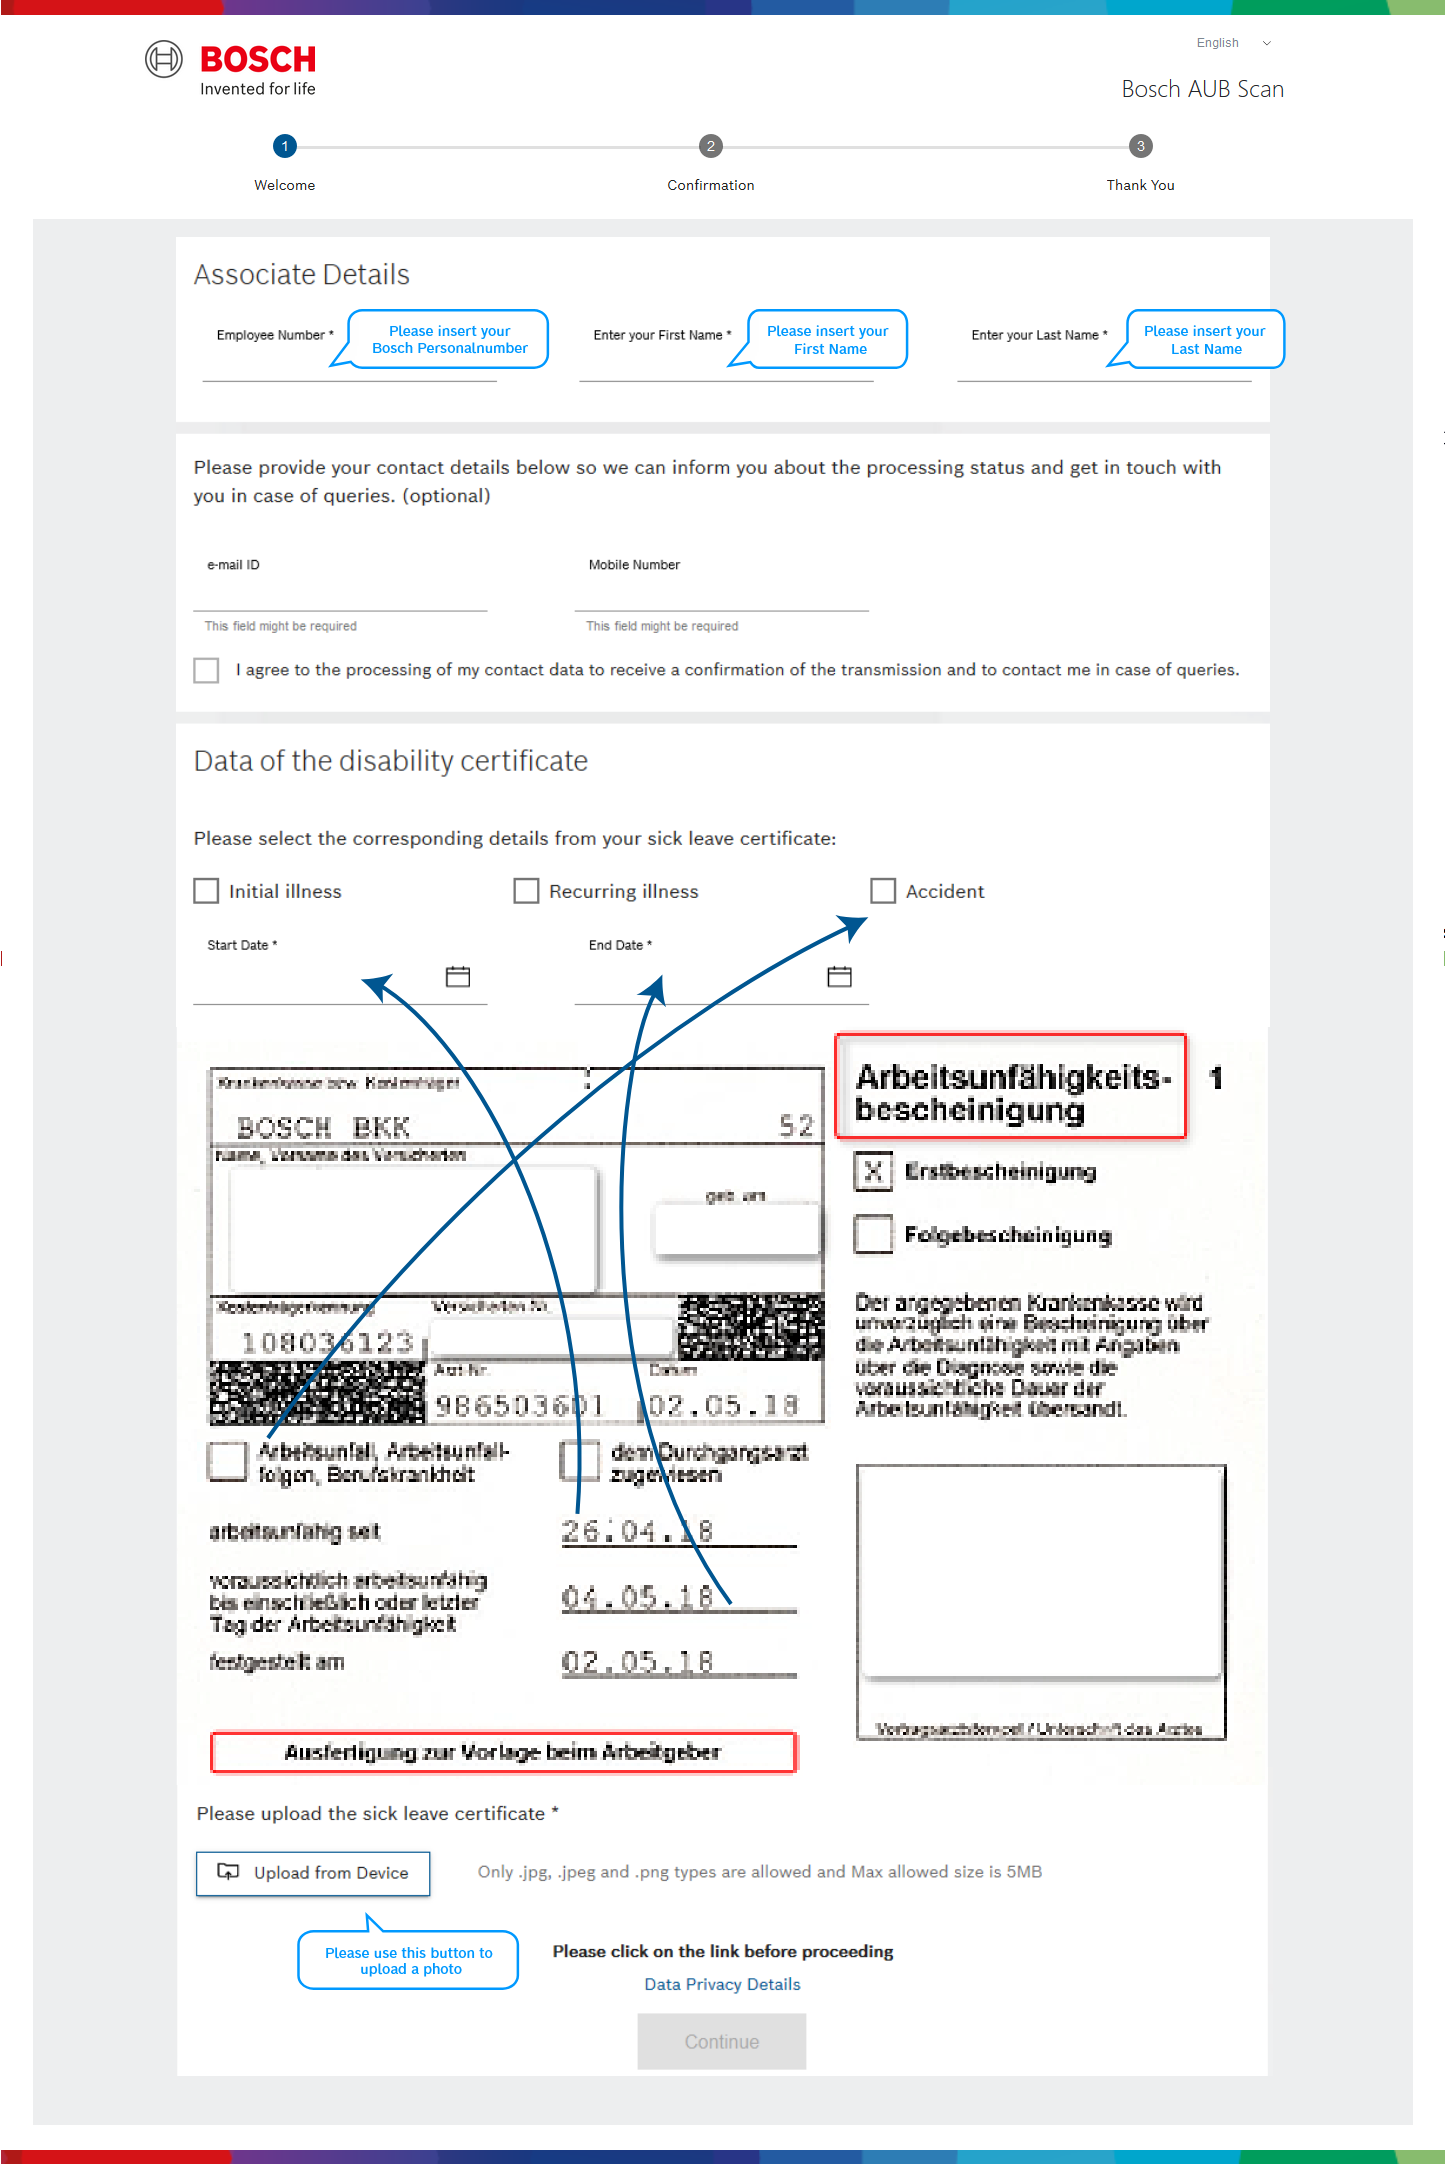 BOSCH
Invented for life
English
Bosch AUB Scan
1
2
3
Welcome
Confirmation
Thank You
Associate Details
Employee Number *
Please insert your
Bosch Personalnumber
Enter your First Name *
Please insert your
First Name
Enter your Last Name *
Please insert your
Last Name
Please provide your contact details below so we can inform you about the processing status and get in touch with
you in case of queries. (optional)
e-mail ID
Mobile Number
This field might be required
This field might be required
I agree to the processing of my contact data to receive a confirmation of the transmission and to contact me in case of queries.
Data of the disability certificate
Please select the corresponding details from your sick leave certificate:
Initial illness
Recurring illness
Accident
Start Date *
End Date *
Krankenkasse bzw. Kostenträger
BOSCH BKK 52
Name, Vorname des Versicherten
geb. am
Kostenträgerkennung
Versicherten-Nr.
108036123
Arzt-Nr.
Datum
986503601
02.05.18
Arbeitsunfähigkeits-
bescheinigung
1
X Erstbescheinigung
Folgebescheinigung
Der angegebenen Krankenkasse wird
unverzüglich eine Bescheinigung über
die Arbeitsunfähigkeit mit Angaben
über die Diagnose sowie die
voraussichtliche Dauer der
Arbeitsunfähigkeit übersandt.
Arbeitsunfall, Arbeitsunfall-
folgen, Berufskrankheit
dem Durchgangsarzt
zugewiesen
arbeitsunfähig seit
26.04.18
voraussichtlich arbeitsunfähig
bis einschließlich oder letzter
Tag der Arbeitsunfähigkeit
04.05.18
festgestellt am
02.05.18
Vertragsarztstempel / Unterschrift des Arztes
Ausfertigung zur Vorlage beim Arbeitgeber
Please upload the sick leave certificate *
Upload from Device
Only .jpg, .jpeg and .png types are allowed and Max allowed size is 5MB
Please use this button to
upload a photo
Please click on the link before proceeding
Data Privacy Details
Continue